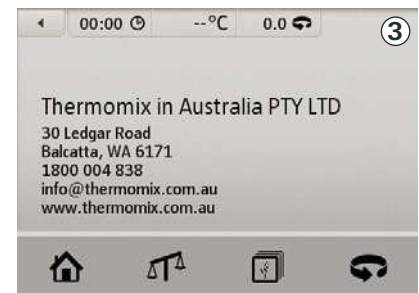 00:00 --°C 0.0
3
Thermomix in Australia PTY LTD
30 Ledgar Road
Balcatta, WA 6171
1800 004 838
info@thermomix.com.au
www.thermomix.com.au